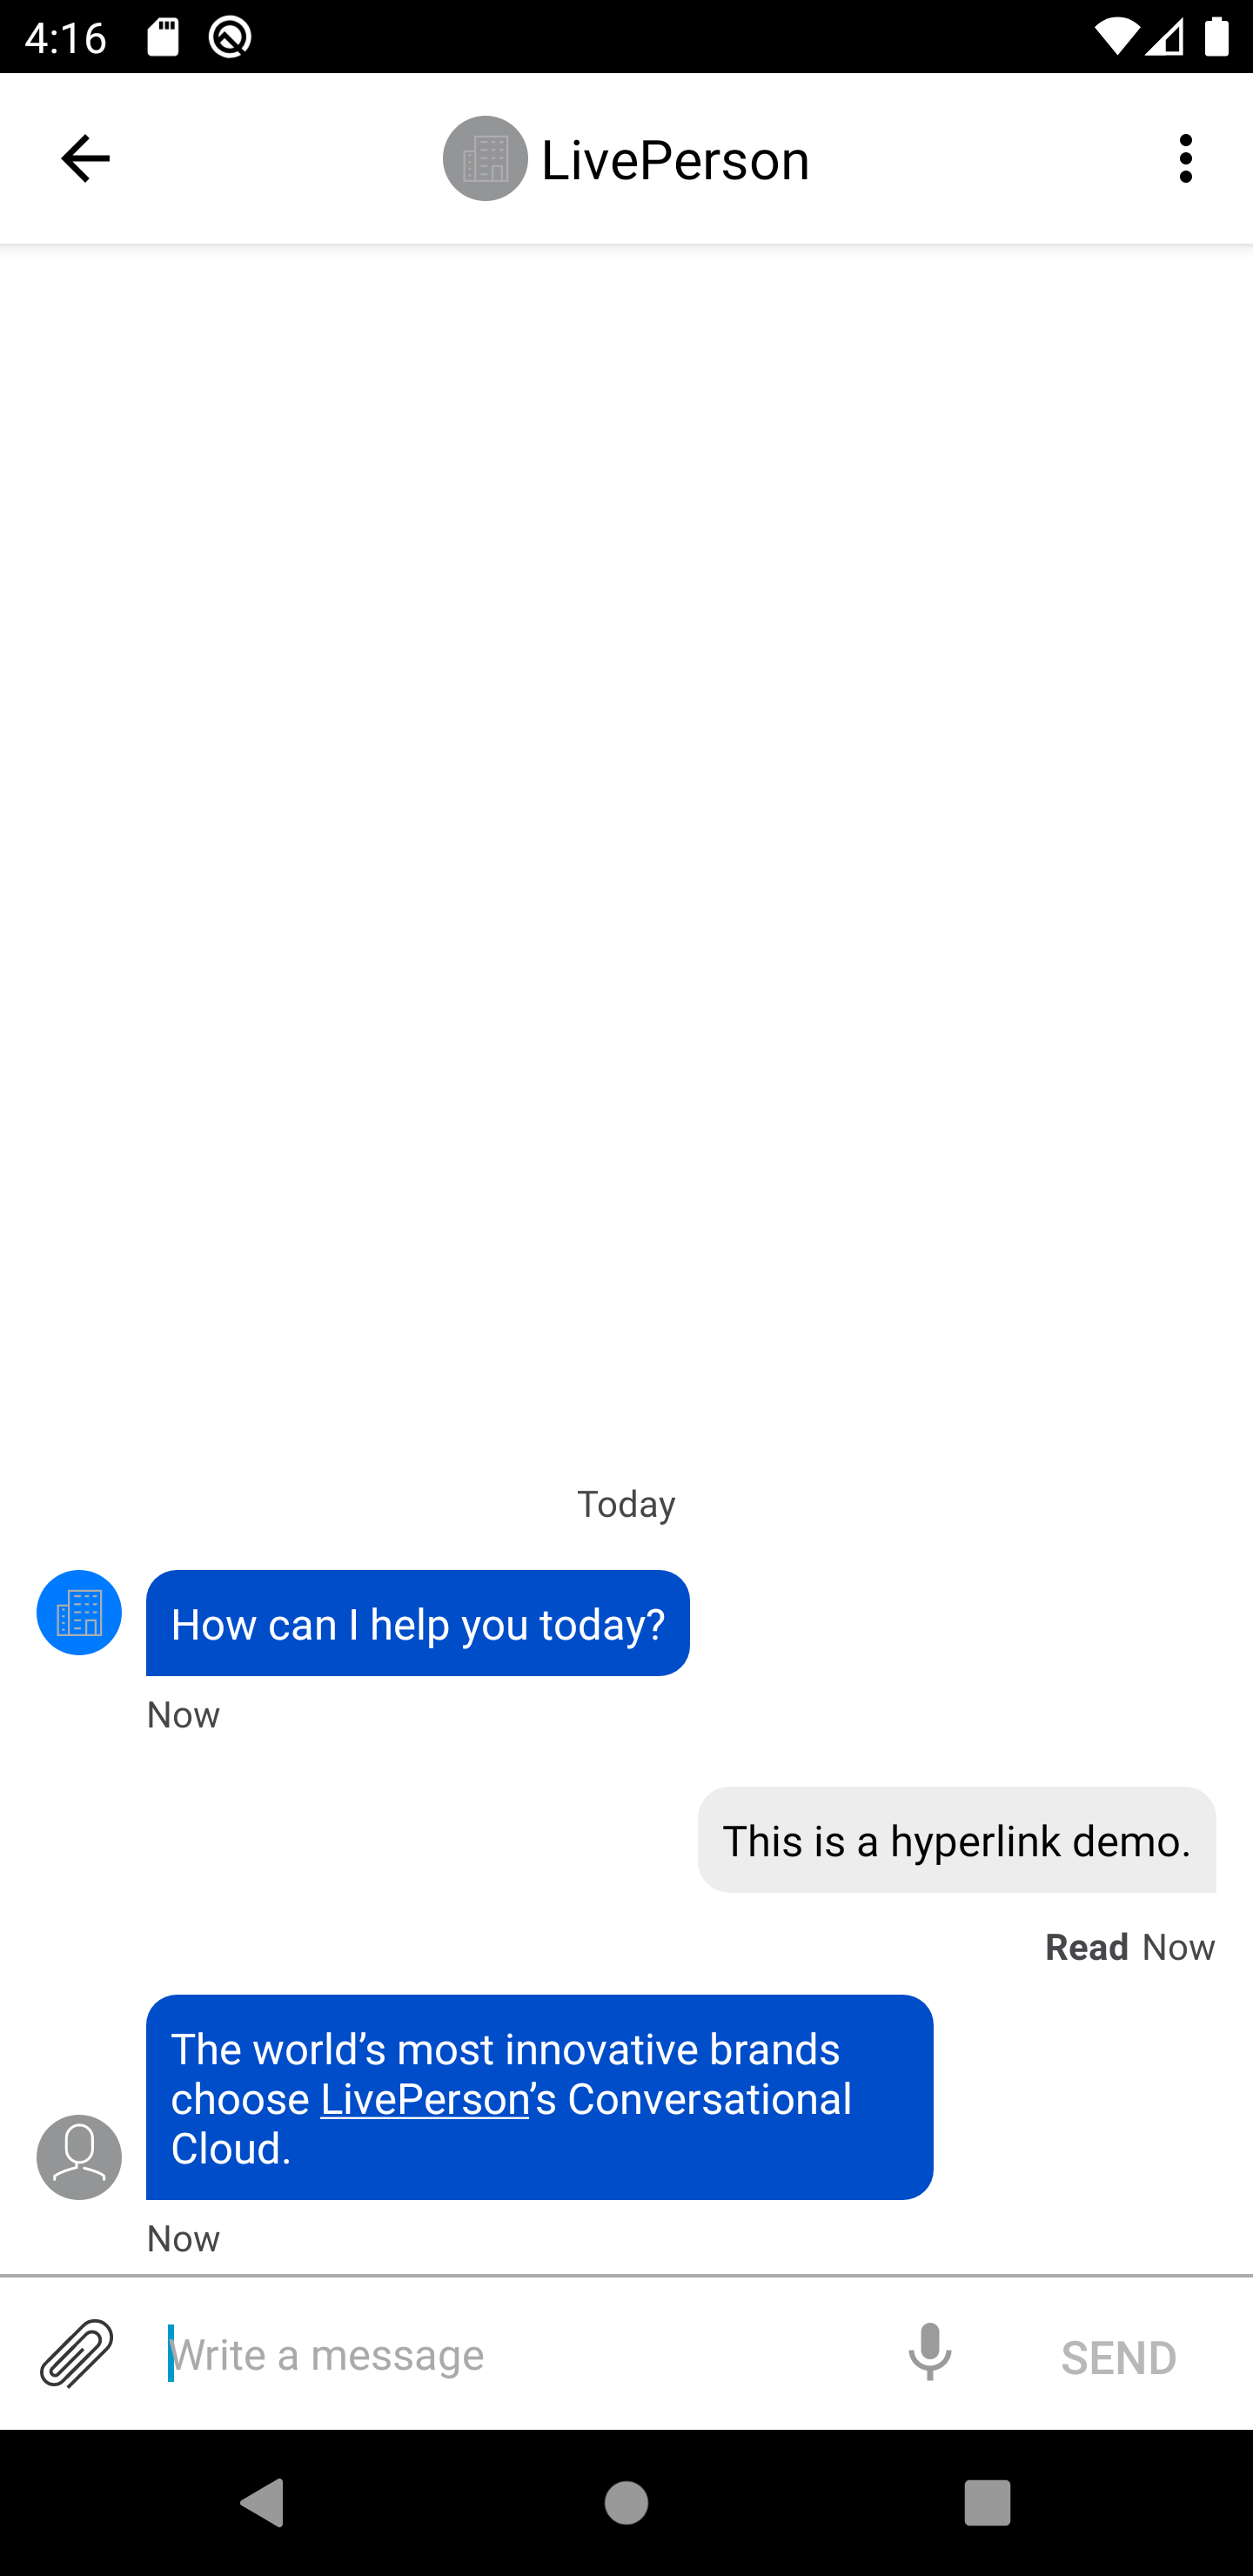 4:16
LivePerson
Today
How can I help you today?
Now
This is a hyperlink demo.
Read Now
The world’s most innovative brands
choose LivePerson’s Conversational
Cloud.
Now
Write a message
SEND